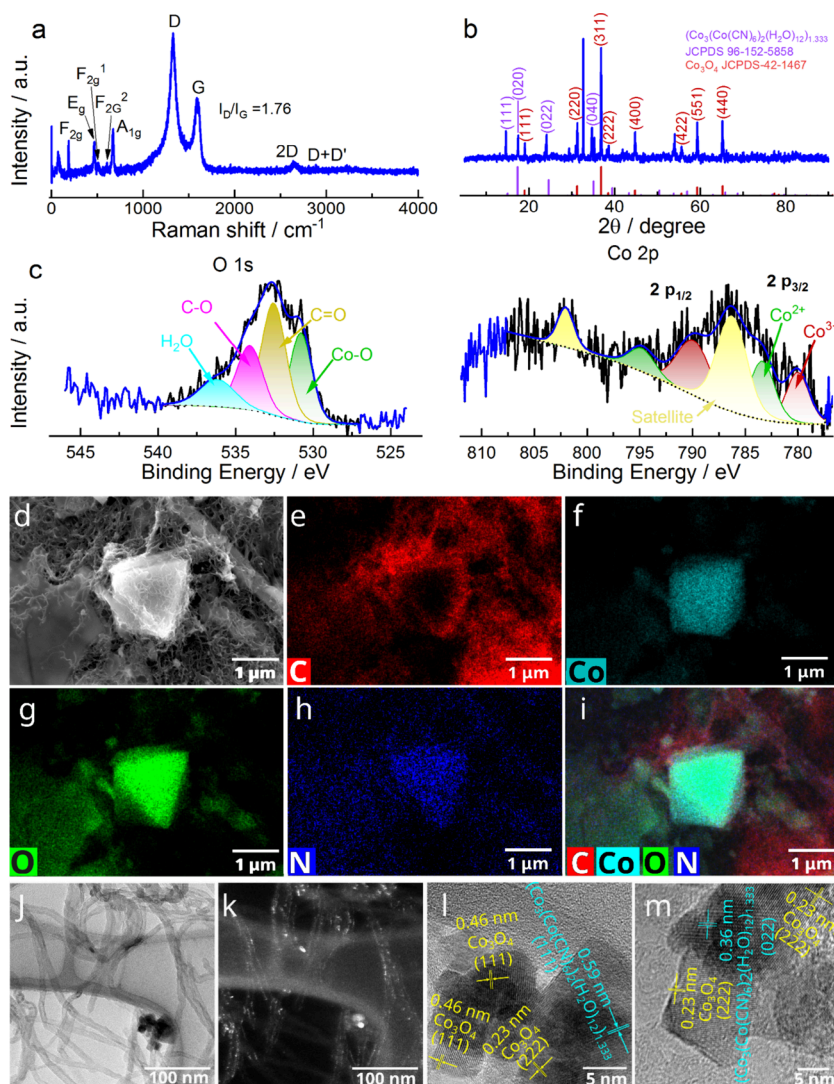 a
Intensity / a.u.
D
G
F2g
Eg
F2g1
F2G2
A1g
ID/IG =1.76
2D
D+D'
0 1000 2000 3000 4000
Raman shift / cm-1
b
Intensity / a.u.
(Co3(Co(CN)6)2(H2O)12)1.333
JCPDS 96-152-5858
Co3O4 JCPDS-42-1467
(111)
(020)
(111)
(022)
(220)
(040)
(311)
(222)
(400)
(422)
(551)
(440)
20 40 60 80
2θ / degree
c
Intensity / a.u.
O 1s
H2O
C-O
C=O
Co-O
545 540 535 530 525
Binding Energy / eV
Co 2p
Intensity / a.u.
2 p1/2
2 p3/2
Co2+
Co3+
Satellite
810 805 800 795 790 785 780
Binding Energy / eV
d
1 µm
e
C
1 µm
f
Co
1 µm
g
O
1 µm
h
N
1 µm
i
C Co O N
1 µm
j
100 nm
k
100 nm
l
0.46 nm
Co3O4
(111)
0.46 nm
Co3O4
(111)
0.23 nm
Co3O4
(222)
0.59 nm
(Co3(Co(CN)6)2(H2O)12)1.333
(111)
5 nm
m
0.23 nm
Co3O4
(222)
0.36 nm
(Co3(Co(CN)6)2(H2O)12)1.333
(022)
0.23 nm
Co3O4
(222)
5 nm